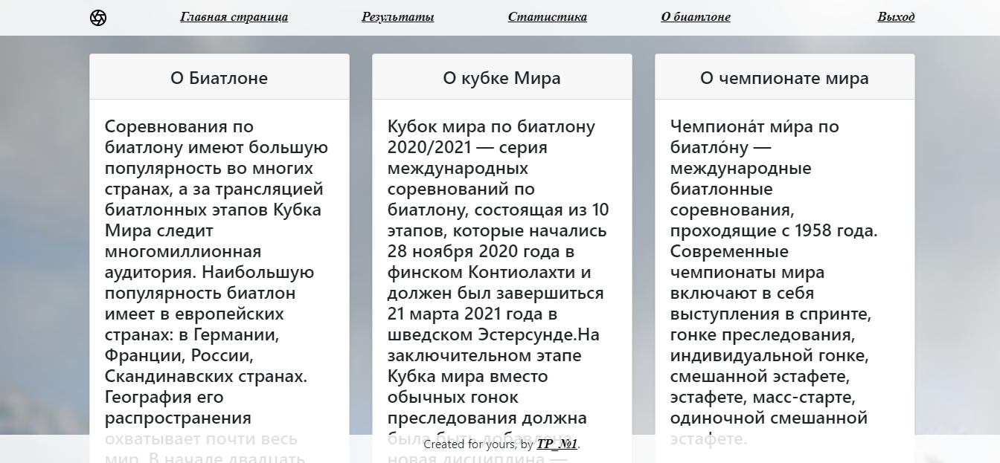 Главная страница Результаты Статистика О биатлоне Выход
О Биатлоне
Соревнования по
биатлону имеют большую
популярность во многих
странах, а за трансляцией
биатлонных этапов Кубка
Мира следит
многомиллионная
аудитория. Наибольшую
популярность биатлон
имеет в европейских
странах: в Германии,
Франции, России,
Скандинавских странах.
География его
распространения
охватывает почти весь
мир. В начале двадцать
О кубке Мира
Кубок мира по биатлону
2020/2021 — серия
международных
соревнований по
биатлону, состоящая из 10
этапов, которые начались
28 ноября 2020 года в
финском Контиолахти и
должен был завершиться
21 марта 2021 года в
шведском Эстерсунде.На
заключительном этапе
Кубка мира вместо
обычных гонок
преследования должна
была быть добавлена
новая дисциплина —
О чемпионате мира
Чемпиона́т ми́ра по
биатло́ну —
международные
биатлонные
соревнования,
проходящие с 1958 года.
Современные
чемпионаты мира
включают в себя
выступления в спринте,
гонке преследования,
индивидуальной гонке,
смешанной эстафете,
эстафете, масс-старте,
одиночной смешанной
эстафете.
Created for yours, by TP_№1.